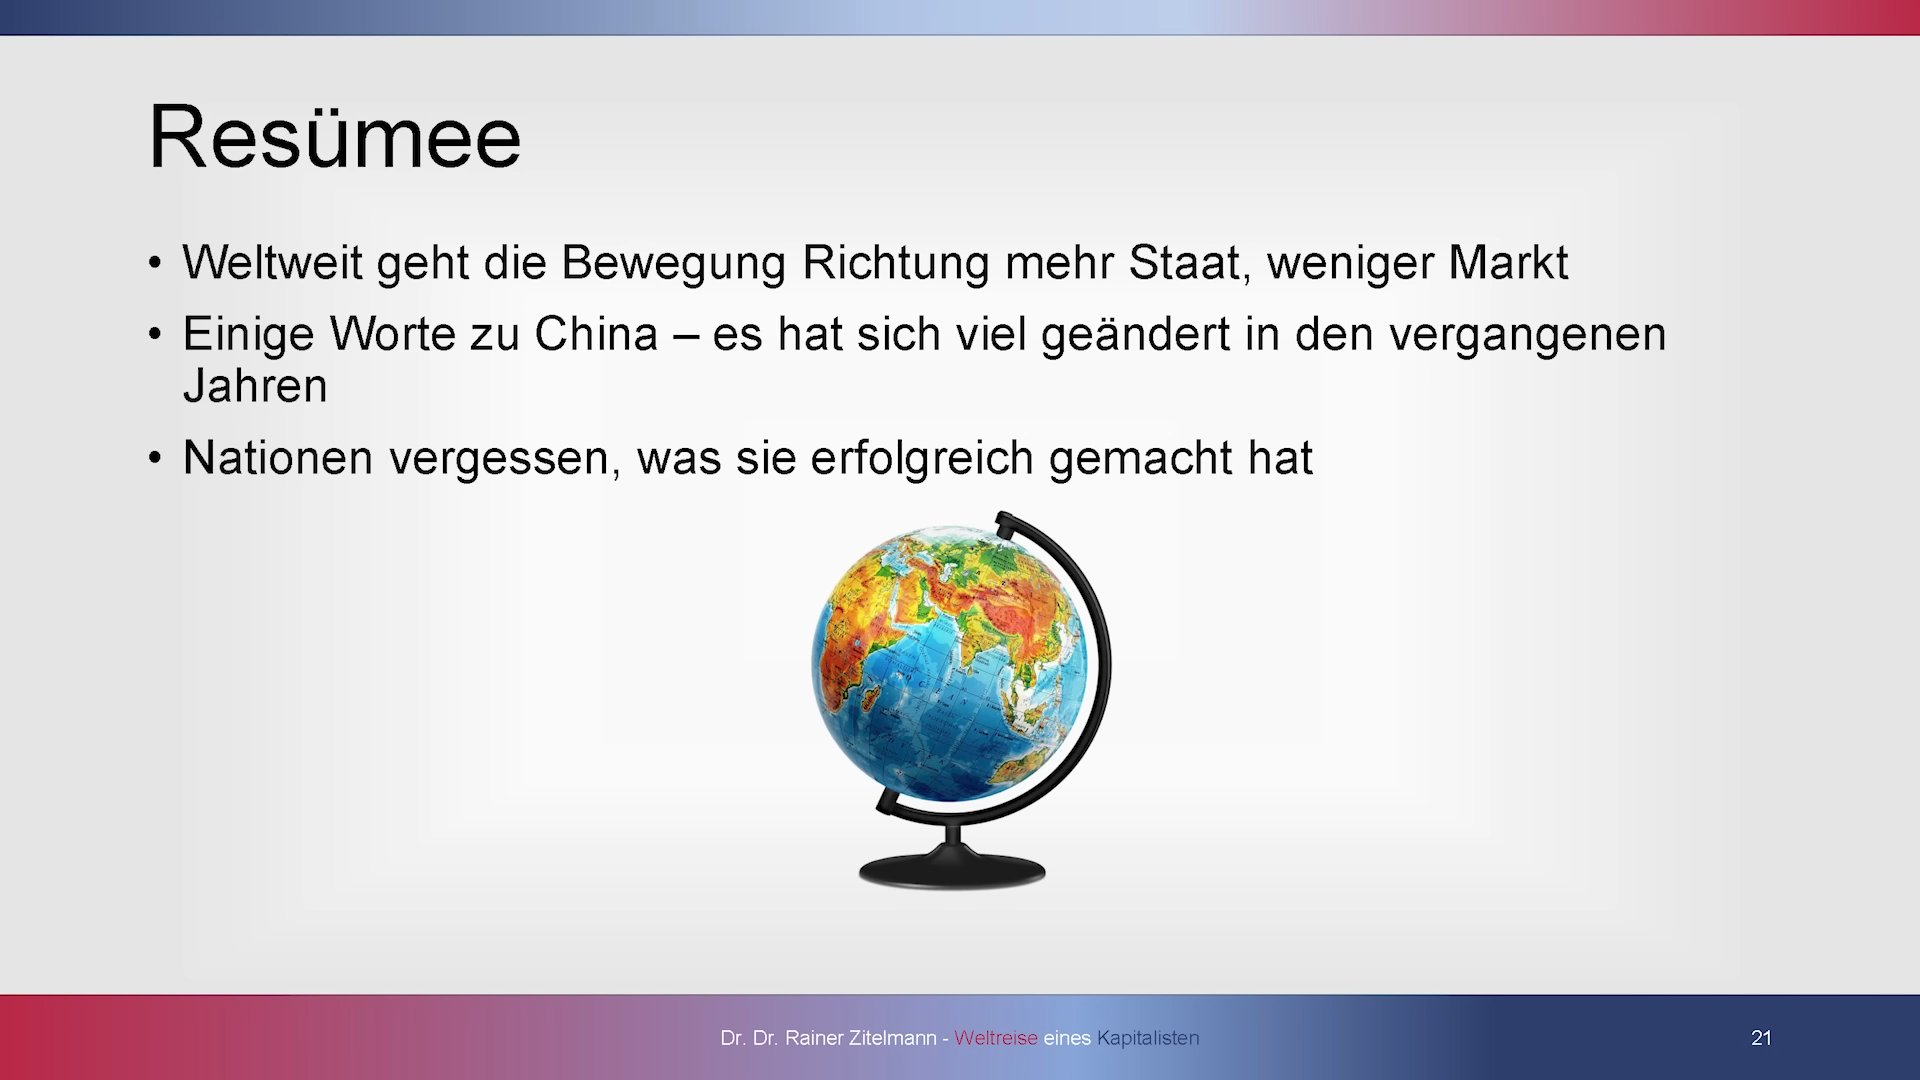 Resümee
• Weltweit geht die Bewegung Richtung mehr Staat, weniger Markt
• Einige Worte zu China – es hat sich viel geändert in den vergangenen
Jahren
• Nationen vergessen, was sie erfolgreich gemacht hat
Dr. Dr. Rainer Zitelmann - Weltreise eines Kapitalisten
21